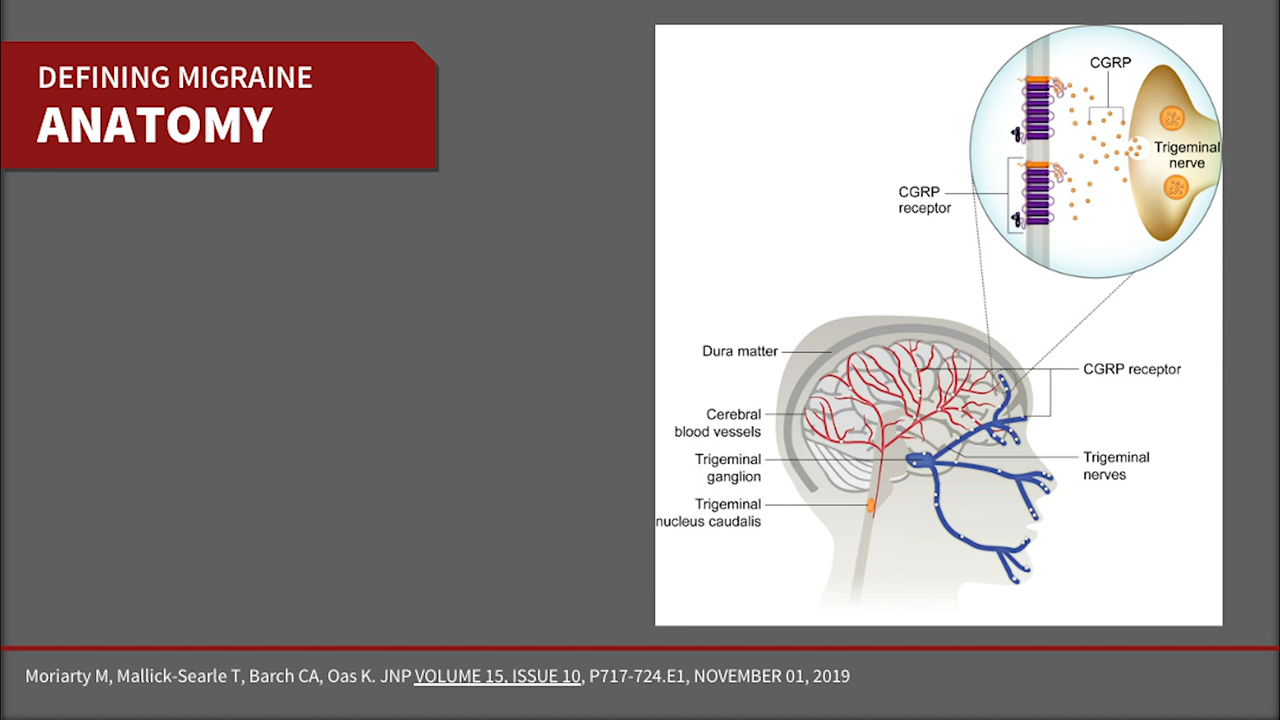 DEFINING MIGRAINE
ANATOMY
CGRP
Trigeminal
nerve
CGRP
receptor
Dura matter
CGRP receptor
Cerebral
blood vessels
Trigeminal
ganglion
Trigeminal
nerves
Trigeminal
nucleus caudalis
Moriarty M, Mallick-Searle T, Barch CA, Oas K. JNP VOLUME 15, ISSUE 10, P717-724.E1, NOVEMBER 01, 2019